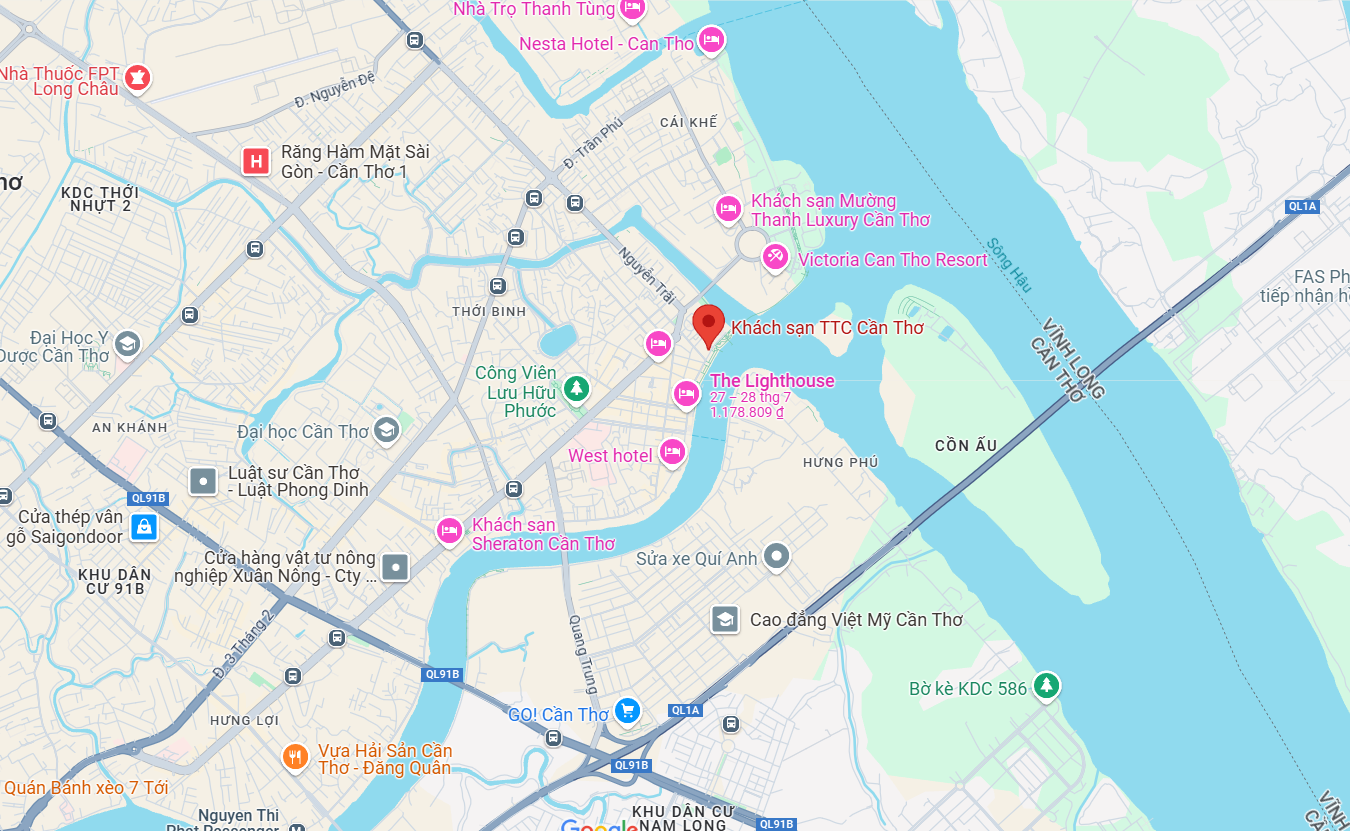 Nhà Trọ Thanh Tùng
Nesta Hotel - Can Tho
Nhà Thuốc FPT
Long Châu
Đ. Nguyễn Đệ
CÁI KHẾ
Đ. Trần Phú
Răng Hàm Mặt Sài
Gòn - Cần Thơ 1
KDC THỚI
NHỰT 2
QL1A
Khách sạn Mường
Thanh Luxury Cần Thơ
Nguyễn Trãi
Victoria Can Tho Resort
Sông Hậu
FAS Ph
tiếp nhận hồ
THỚI BÌNH
Khách sạn TTC Cần Thơ
Đại Học Y
Dược Cần Thơ
VĨNH LONG
CẦN THƠ
Công Viên
Lưu Hữu
Phước
The Lighthouse
27 – 28 thg 7
1.178.809 ₫
AN KHÁNH
Đại học Cần Thơ
CỒN ẤU
West hotel
HƯNG PHÚ
Luật sư Cần Thơ
- Luật Phong Dinh
QL91B
Cửa thép vân
gỗ Saigondoor
Khách sạn
Sheraton Cần Thơ
Cửa hàng vật tư nông
nghiệp Xuân Nông - Cty ...
Sửa xe Quí Anh
KHU DÂN
CƯ 91B
Cao đẳng Việt Mỹ Cần Thơ
Đ. 3 Tháng 2
Quang Trung
QL91B
Bờ kè KDC 586
HƯNG LỢI
GO! Cần Thơ
QL1A
Vựa Hải Sản Cần
Thơ - Đăng Quân
QL91B
Quán Bánh xèo 7 Tới
Nguyen Thi
KHU DÂN CƯ
NAM LONG
QL91B
Google
VĨNH